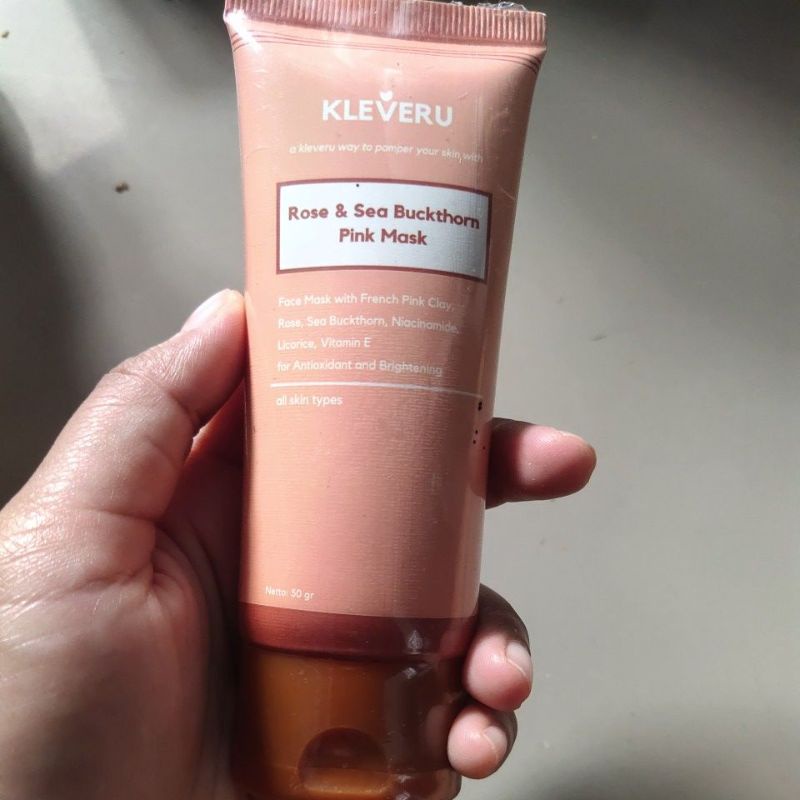 KLEVERU
a kleveru way to pamper your skin, with
Rose & Sea Buckthorn
Pink Mask
Face Mask with French Pink Clay,
Rose, Sea Buckthorn, Niacinamide,
Licorice, Vitamin E
for Antioxidant and Brightening
all skin types
Netto: 50 gr